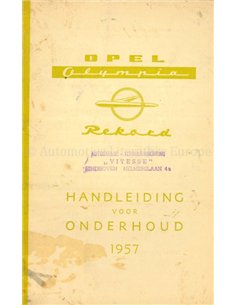 OPEL
Olympia
Rekord
"VITESSE"
HANDLEIDING
VOOR
ONDERHOUD
1957